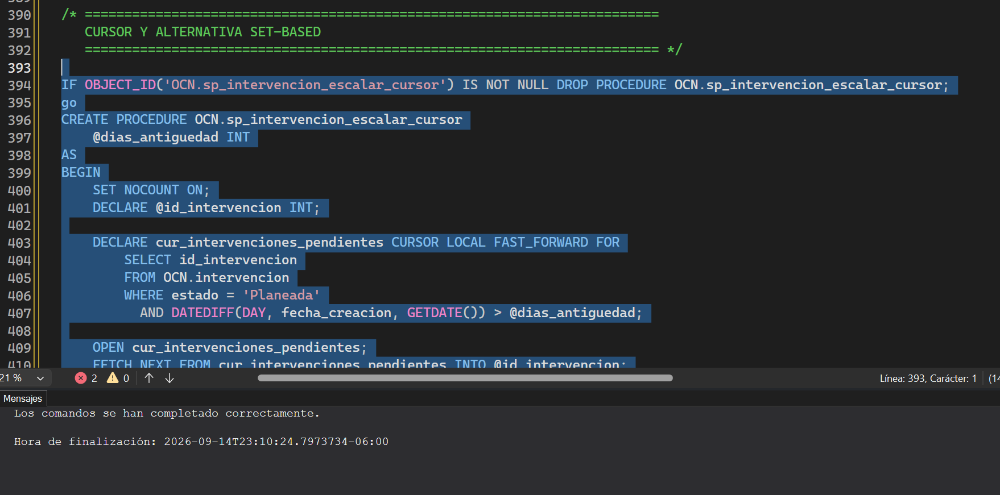 389
390 /* =========================================================================
391 CURSOR Y ALTERNATIVA SET-BASED
392 ========================================================================= */
393
394 IF OBJECT_ID('OCN.sp_intervencion_escalar_cursor') IS NOT NULL DROP PROCEDURE OCN.sp_intervencion_escalar_cursor;
395 go
396 CREATE PROCEDURE OCN.sp_intervencion_escalar_cursor
397 @dias_antiguedad INT
398 AS
399 BEGIN
400 SET NOCOUNT ON;
401 DECLARE @id_intervencion INT;
402
403 DECLARE cur_intervenciones_pendientes CURSOR LOCAL FAST_FORWARD FOR
404 SELECT id_intervencion
405 FROM OCN.intervencion
406 WHERE estado = 'Planeada'
407 AND DATEDIFF(DAY, fecha_creacion, GETDATE()) > @dias_antiguedad;
408
409 OPEN cur_intervenciones_pendientes;
410 FETCH NEXT FROM cur_intervenciones_pendientes INTO @id_intervencion;
21 % 2 0 Línea: 393, Carácter: 1 (14
Mensajes
Los comandos se han completado correctamente.
Hora de finalización: 2026-09-14T23:10:24.7973734-06:00